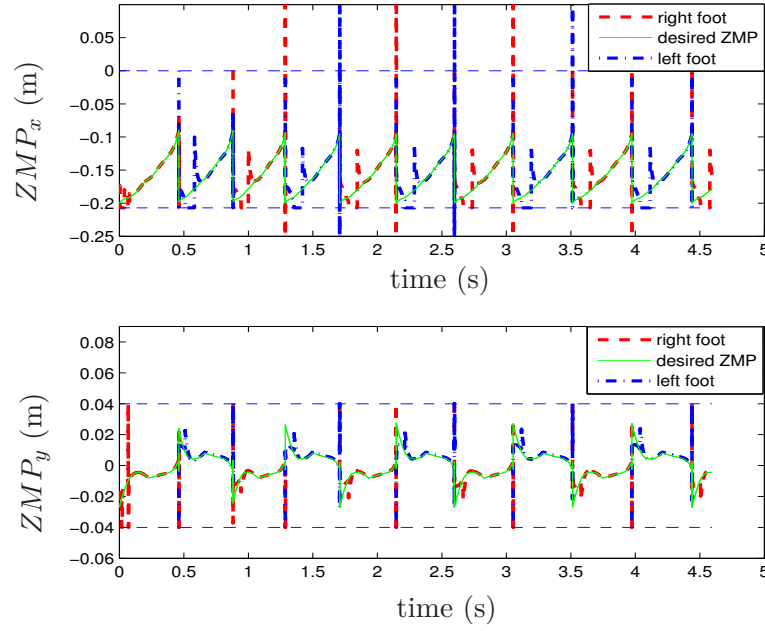 0.05
0
−0.05
−0.1
−0.15
−0.2
−0.25
ZMP_x (m)
right foot
desired ZMP
left foot
0 0.5 1 1.5 2 2.5 3 3.5 4 4.5 5
time (s)
0.08
0.06
0.04
0.02
0
−0.02
−0.04
−0.06
ZMP_y (m)
right foot
desired ZMP
left foot
0 0.5 1 1.5 2 2.5 3 3.5 4 4.5 5
time (s)